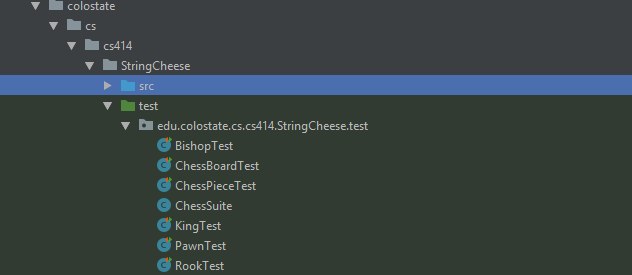 colostate
cs
cs414
StringCheese
src
test
edu.colostate.cs.cs414.StringCheese.test
BishopTest
ChessBoardTest
ChessPieceTest
ChessSuite
KingTest
PawnTest
RookTest